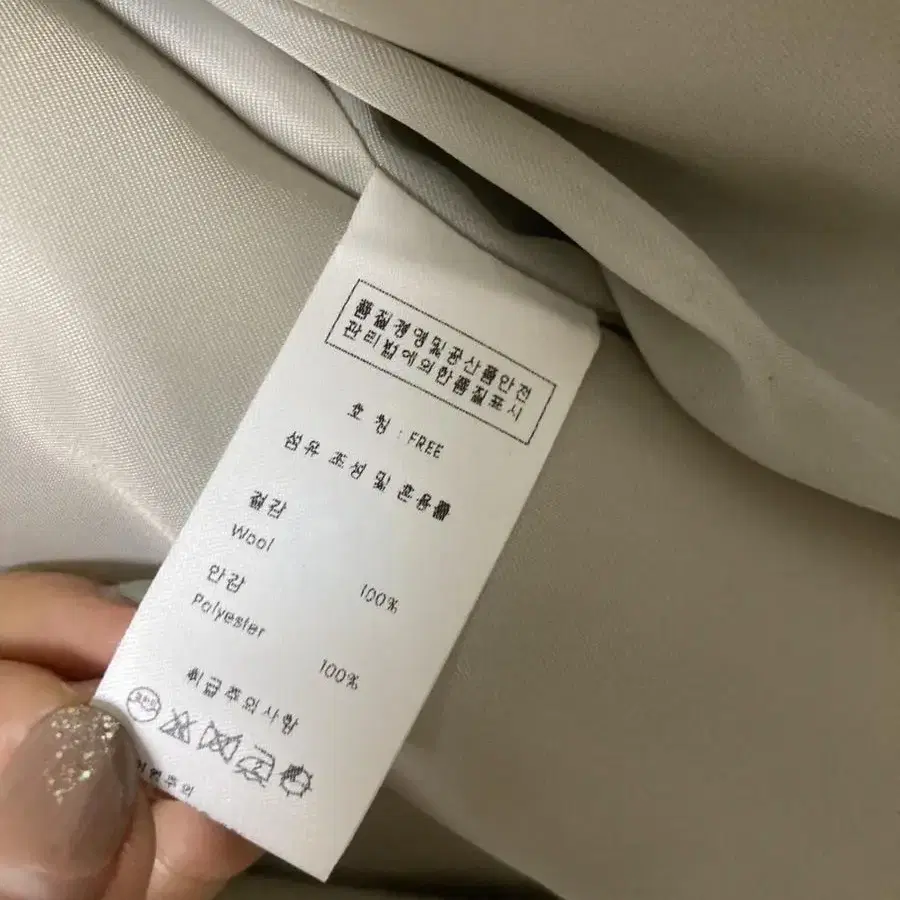 품질경영및공산품안전
관리법에의한품질표시
호칭 : FREE
섬유 조성 및 혼용률
겉감
Wool
100%
안감
Polyester
100%
취급주의사항